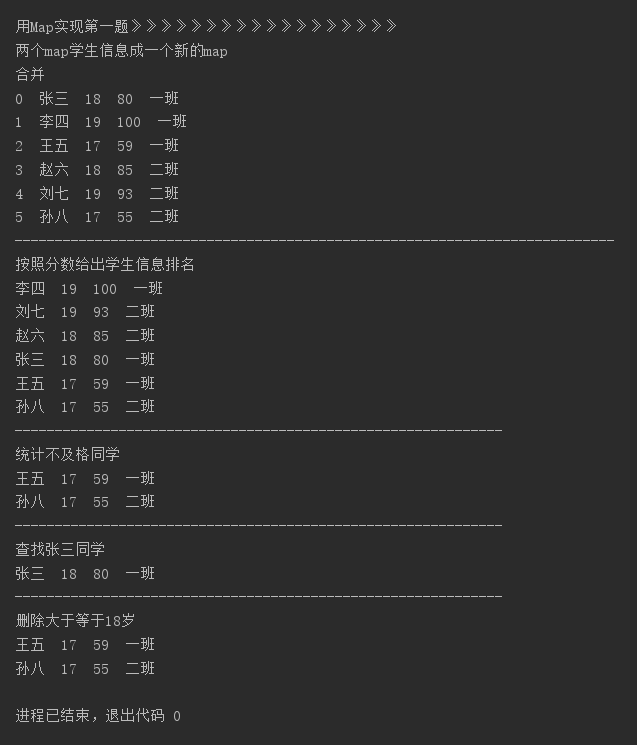 用Map实现第一题》》》》》》》》》》》》》》》》》》
两个map学生信息成一个新的map
合并
0  张三  18  80  一班
1  李四  19  100  一班
2  王五  17  59  一班
3  赵六  18  85  二班
4  刘七  19  93  二班
5  孙八  17  55  二班
---------------------------------------------------------------------------
按照分数给出学生信息排名
李四  19  100  一班
刘七  19  93  二班
赵六  18  85  二班
张三  18  80  一班
王五  17  59  一班
孙八  17  55  二班
-------------------------------------------------------------
统计不及格同学
王五  17  59  一班
孙八  17  55  二班
-------------------------------------------------------------
查找张三同学
张三  18  80  一班
-------------------------------------------------------------
删除大于等于18岁
王五  17  59  一班
孙八  17  55  二班
进程已结束，退出代码 0